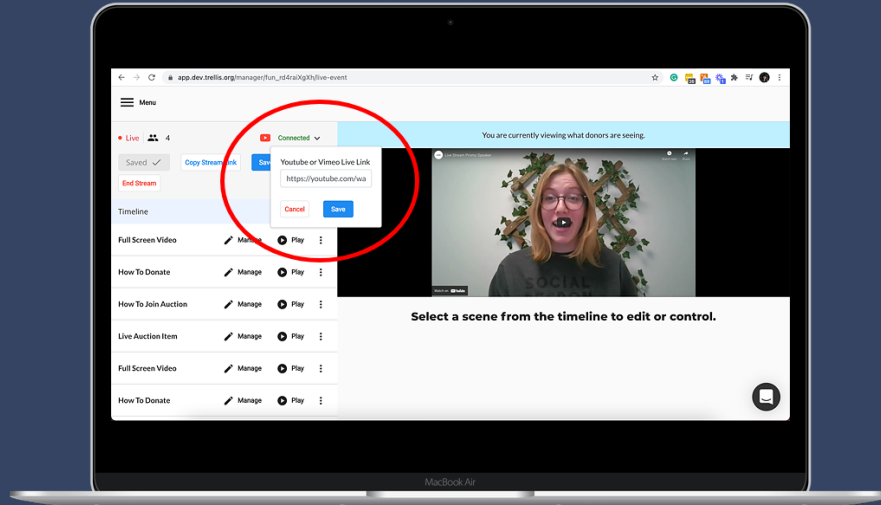 app.dev.trellis.org/manager/fun_rd4raiXgXh/live-event
Menu
Live 4
Connected
You are currently viewing what donors are seeing.
Saved
Copy Stream
End Stream
Youtube or Vimeo Live Link
https://youtube.com/wa
Cancel
Save
Timeline
Full Screen Video Manage Play
How To Donate Manage Play
How To Join Auction Manage Play
Live Auction Item Manage Play
Full Screen Video Manage Play
How To Donate Manage Play
Watch on YouTube
SOCIAL
Select a scene from the timeline to edit or control.
MacBook Air